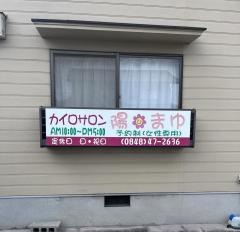 カイロサロン 陽まゆ
AM10:00~PM5:00 予約制(女性専用)
定休日 日・祝日 (0848)47-2636